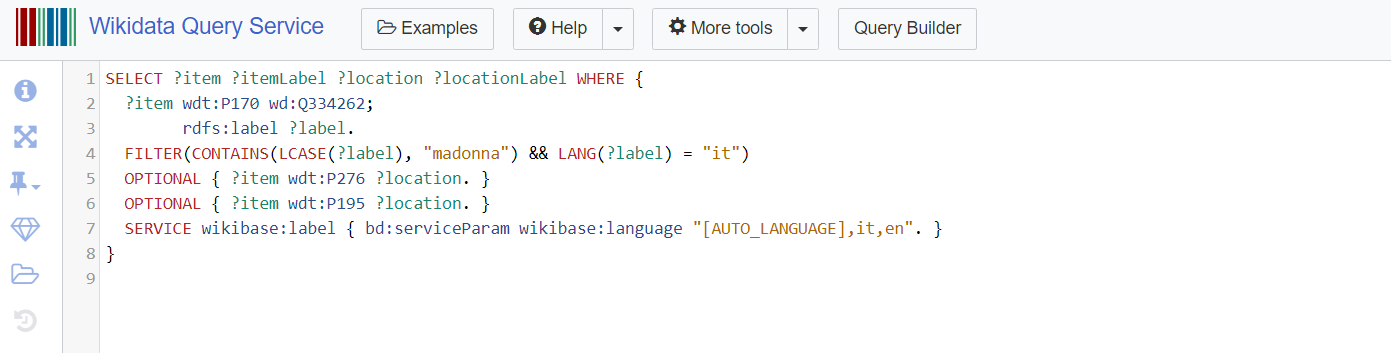 Wikidata Query Service Examples Help More tools Query Builder
1 SELECT ?item ?itemLabel ?location ?locationLabel WHERE {
2 ?item wdt:P170 wd:Q334262;
3 rdfs:label ?label.
4 FILTER(CONTAINS(LCASE(?label), "madonna") && LANG(?label) = "it")
5 OPTIONAL { ?item wdt:P276 ?location. }
6 OPTIONAL { ?item wdt:P195 ?location. }
7 SERVICE wikibase:label { bd:serviceParam wikibase:language "[AUTO_LANGUAGE],it,en". }
8 }
9